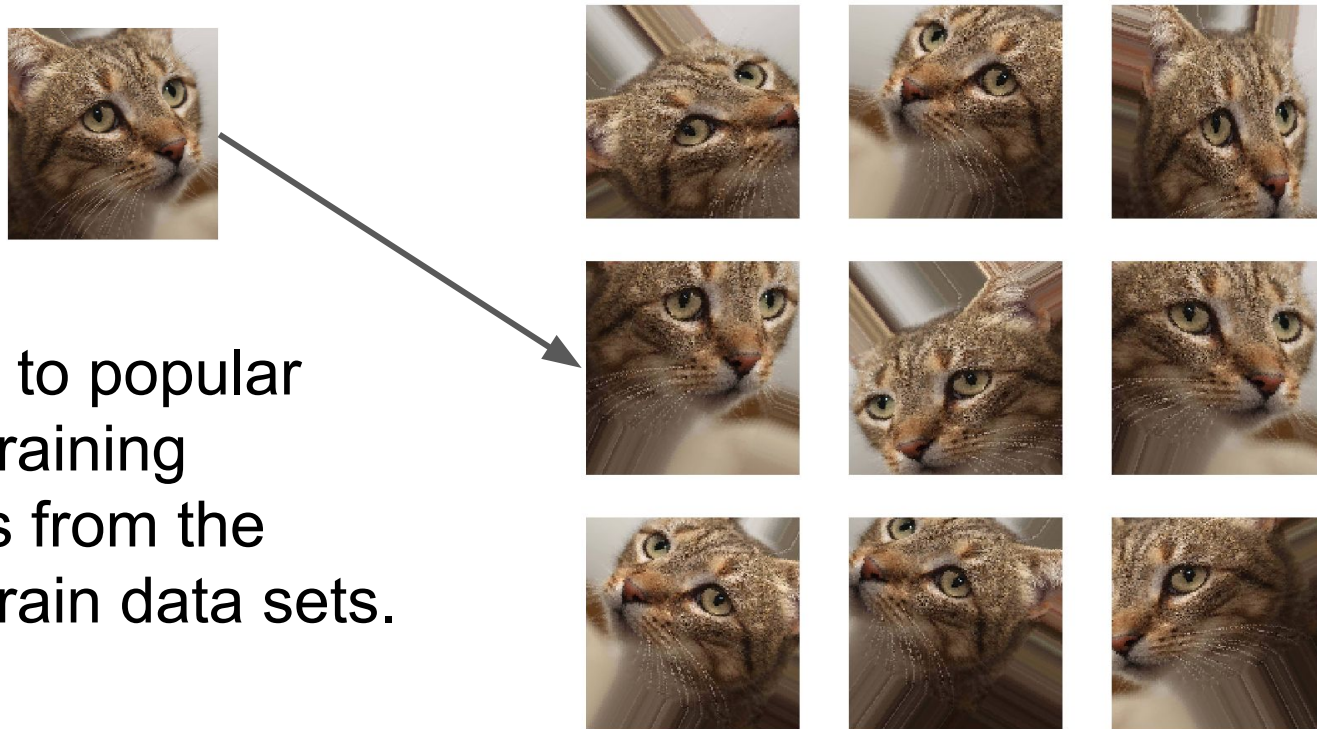 to popular
raining
s from the
rain data sets.